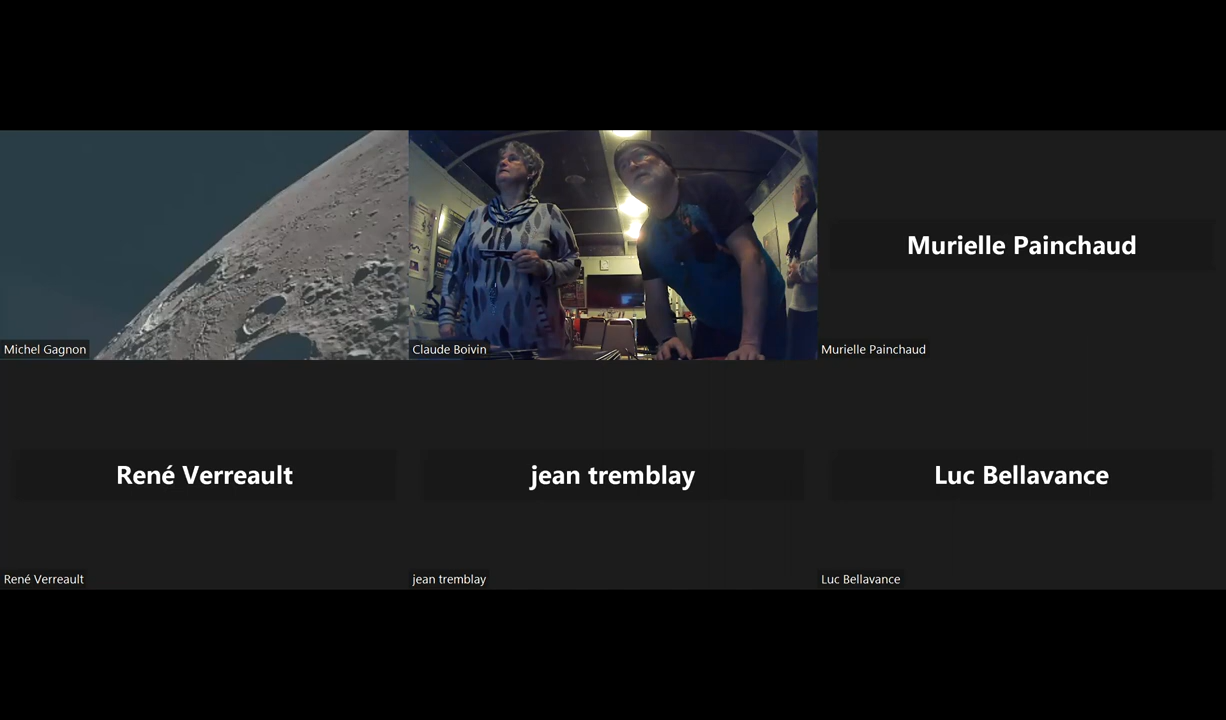 Michel Gagnon
Claude Boivin
Murielle Painchaud
Murielle Painchaud
René Verreault
jean tremblay
Luc Bellavance
René Verreault
jean tremblay
Luc Bellavance